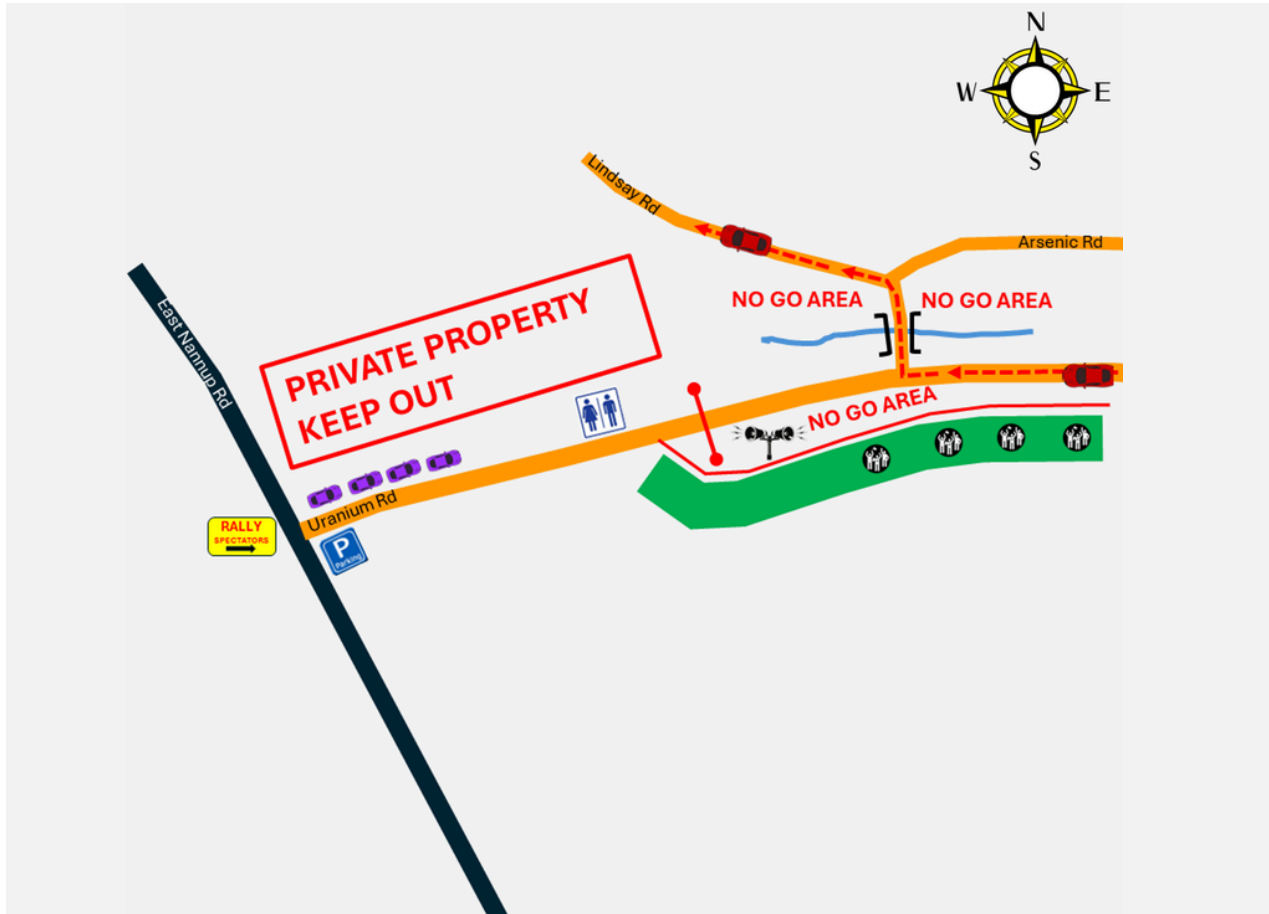 N
W E
S
Lindsay Rd
Arsenic Rd
NO GO AREA
NO GO AREA
East Nannup Rd
PRIVATE PROPERTY
KEEP OUT
NO GO AREA
Uranium Rd
RALLY
SPECTATORS
P
Parking